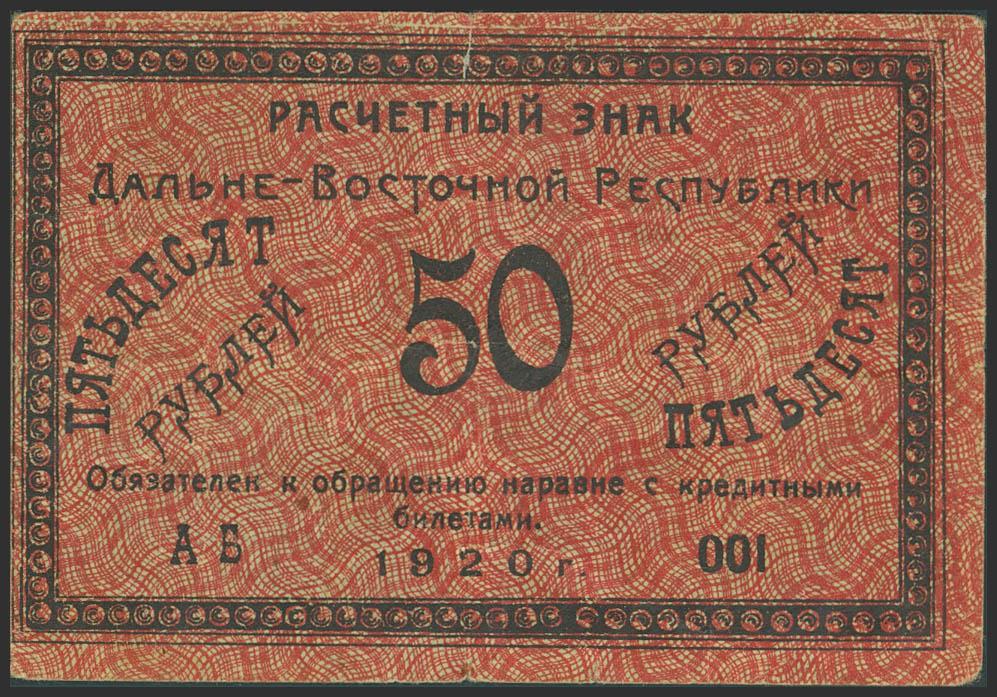 РАСЧЕТНЫЙ ЗНАК
Дальне-Восточной Республики
ПЯТЬДЕСЯТ
РУБЛЕЙ
50
РУБЛЕЙ
ПЯТЬДЕСЯТ
Обязателен к обращению наравне с кредитными
билетами.
АБ
1920 г.
001